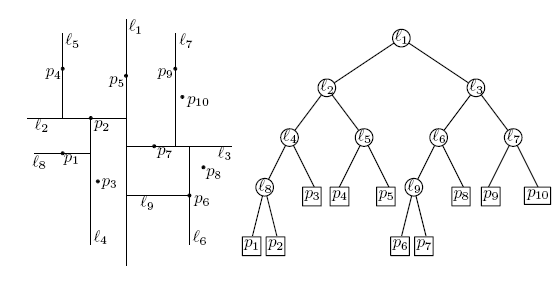 ℓ₁
ℓ₅
ℓ₇
p₄
p₅
p₉
p₁₀
ℓ₂
p₂
ℓ₈
p₁
p₇
ℓ₃
p₃
p₈
ℓ₉
p₆
ℓ₄
ℓ₆
ℓ₁
ℓ₂ ℓ₃
ℓ₄ ℓ₅ ℓ₆ ℓ₇
ℓ₈ p₃ p₄ p₅ ℓ₉ p₈ p₉ p₁₀
p₁ p₂ p₆ p₇